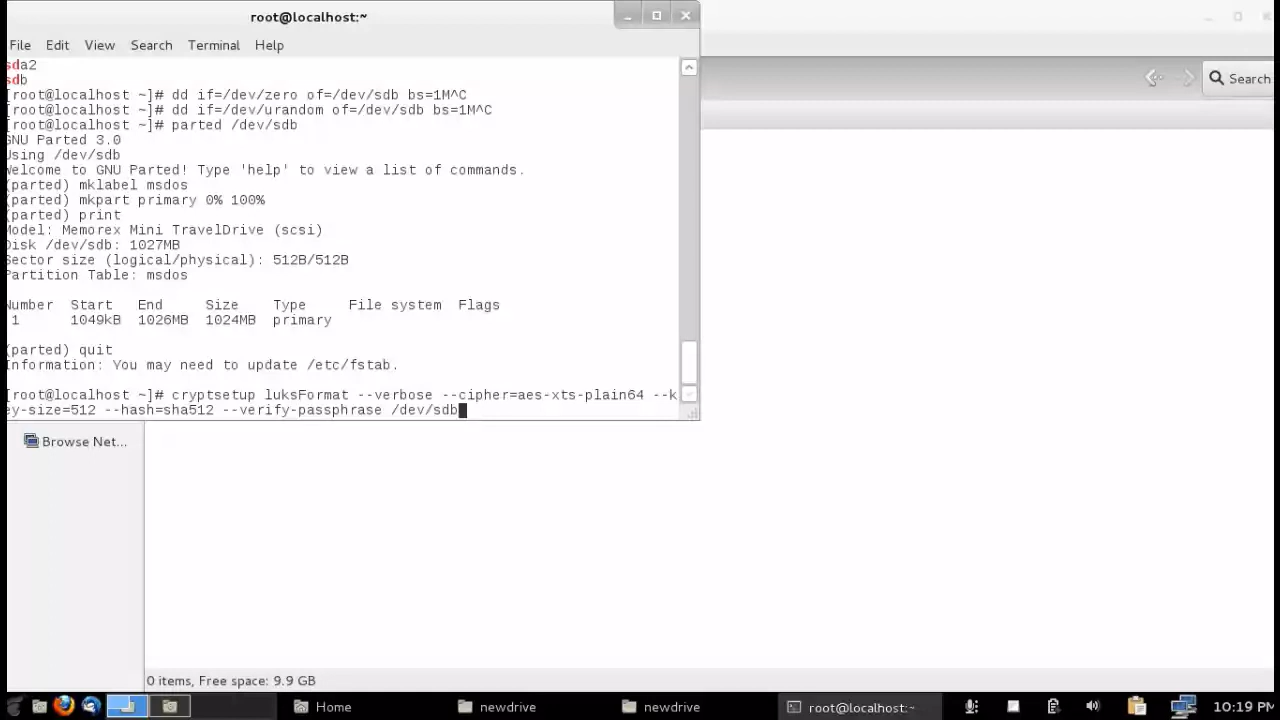 root@localhost:~
File Edit View Search Terminal Help
sda2
sdb
[root@localhost ~]# dd if=/dev/zero of=/dev/sdb bs=1M^C
[root@localhost ~]# dd if=/dev/urandom of=/dev/sdb bs=1M^C
[root@localhost ~]# parted /dev/sdb
GNU Parted 3.0
Using /dev/sdb
Welcome to GNU Parted! Type 'help' to view a list of commands.
(parted) mklabel msdos
(parted) mkpart primary 0% 100%
(parted) print
Model: Memorex Mini TravelDrive (scsi)
Disk /dev/sdb: 1027MB
Sector size (logical/physical): 512B/512B
Partition Table: msdos
Number Start End Size Type File system Flags
1 1049kB 1026MB 1024MB primary
(parted) quit
Information: You may need to update /etc/fstab.
[root@localhost ~]# cryptsetup luksFormat --verbose --cipher=aes-xts-plain64 --k
ey-size=512 --hash=sha512 --verify-passphrase /dev/sdb
Search
Browse Net...
0 items, Free space: 9.9 GB
Home newdrive newdrive root@localhost:~ 10:19 PM